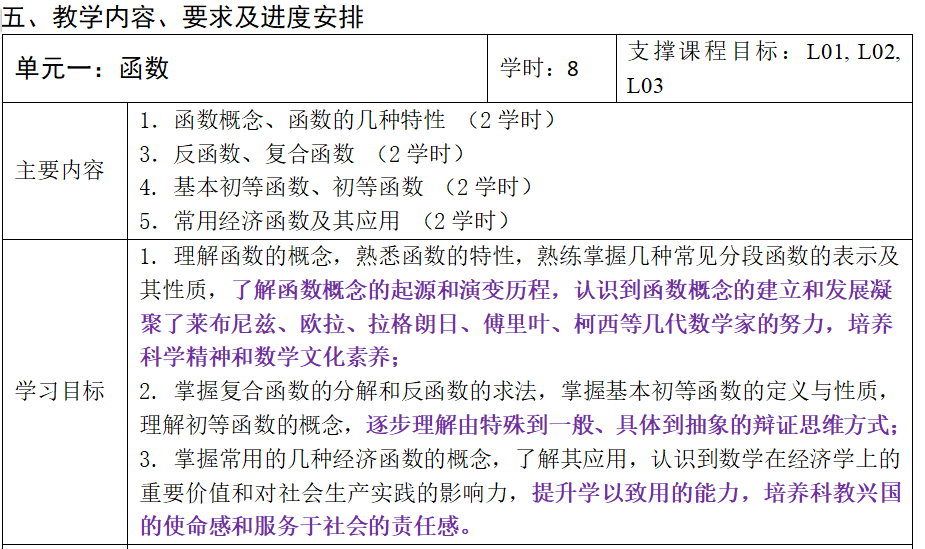 五、教学内容、要求及进度安排
单元一：函数
学时：8
支撑课程目标：L01, L02,
L03
主要内容
1．函数概念、函数的几种特性 （2 学时）
3．反函数、复合函数 （2 学时）
4．基本初等函数、初等函数 （2 学时）
5．常用经济函数及其应用 （2 学时）
学习目标
1．理解函数的概念，熟悉函数的特性，熟练掌握几种常见分段函数的表示及
其性质，了解函数概念的起源和演变历程，认识到函数概念的建立和发展凝
聚了莱布尼兹、欧拉、拉格朗日、傅里叶、柯西等几代数学家的努力，培养
科学精神和数学文化素养；
2．掌握复合函数的分解和反函数的求法，掌握基本初等函数的定义与性质，
理解初等函数的概念，逐步理解由特殊到一般、具体到抽象的辩证思维方式；
3．掌握常用的几种经济函数的概念，了解其应用，认识到数学在经济学上的
重要价值和对社会生产实践的影响力，提升学以致用的能力，培养科教兴国
的使命感和服务于社会的责任感。